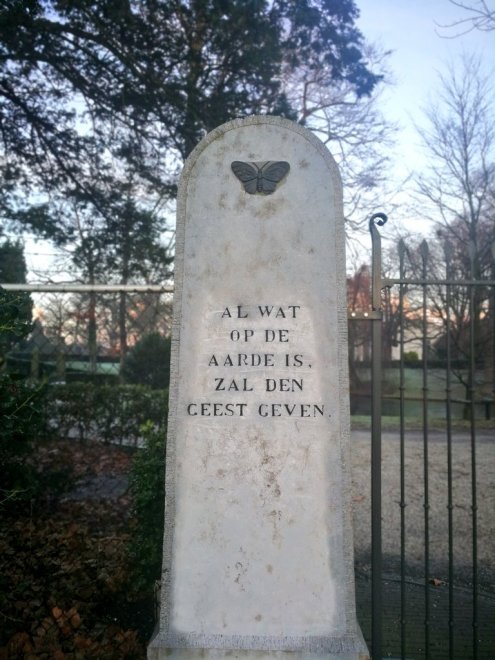 AL WAT
OP DE
AARDE IS,
ZAL DEN
GEEST GEVEN.